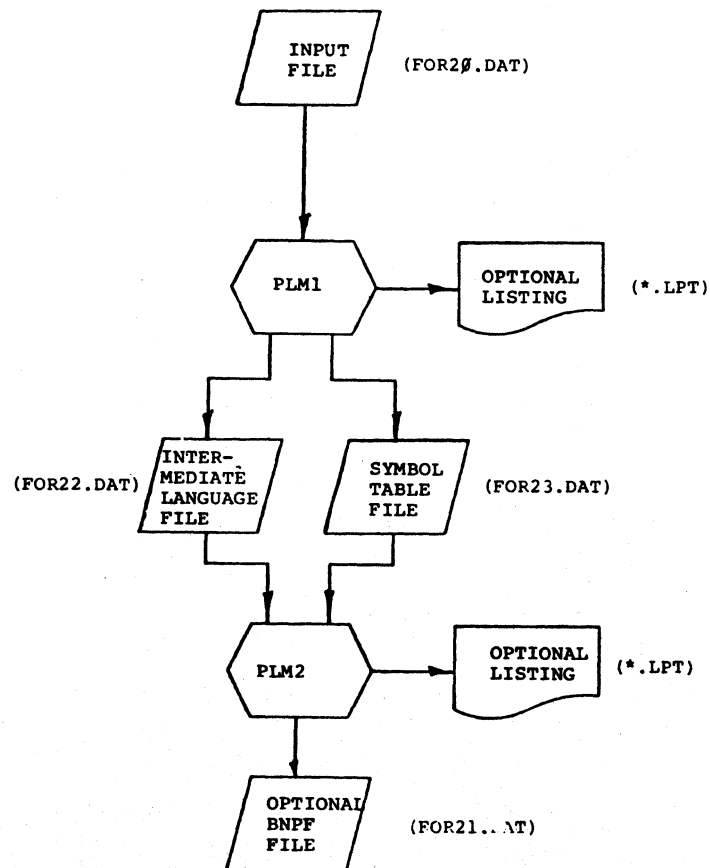 INPUT
FILE
(FOR20.DAT)
PLM1
OPTIONAL
LISTING
(*.LPT)
INTER-
MEDIATE
LANGUAGE
FILE
(FOR22.DAT)
SYMBOL
TABLE
FILE
(FOR23.DAT)
PLM2
OPTIONAL
LISTING
(*.LPT)
OPTIONAL
BNPF
FILE